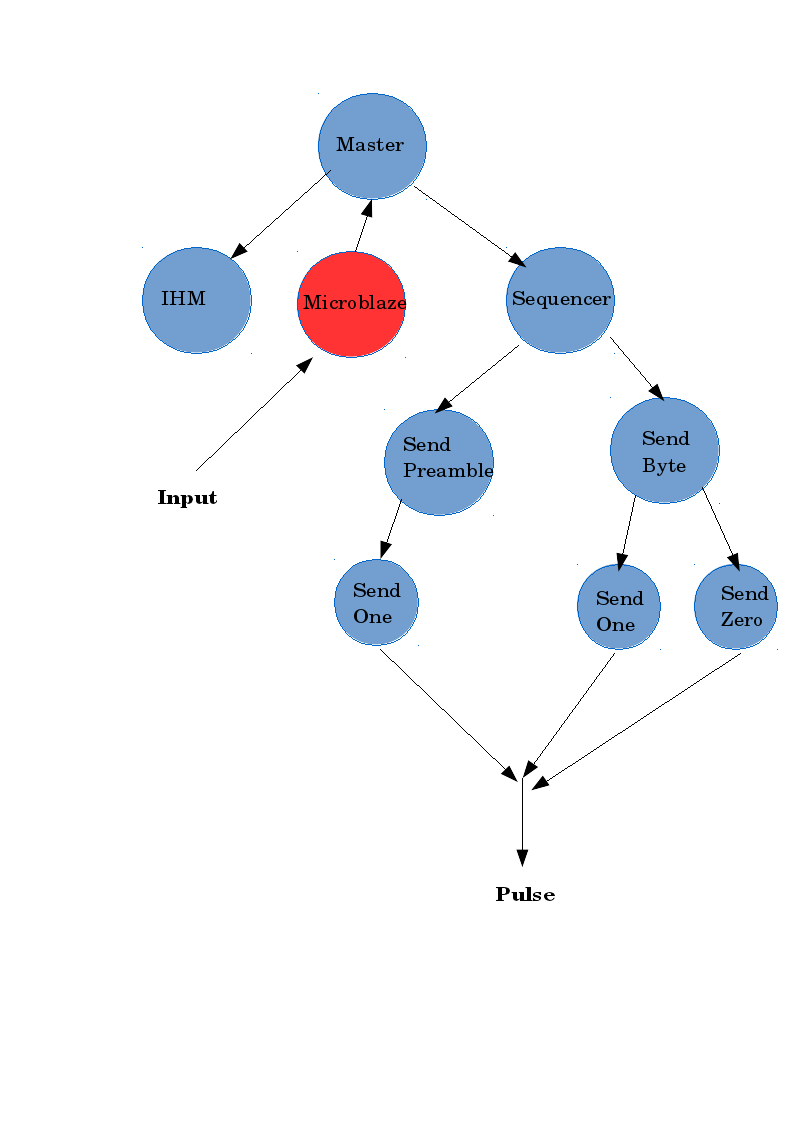 Master
IHM
Microblaze
Sequencer
Send
Preamble
Send
Byte
Input
Send
One
Send
One
Send
Zero
Pulse